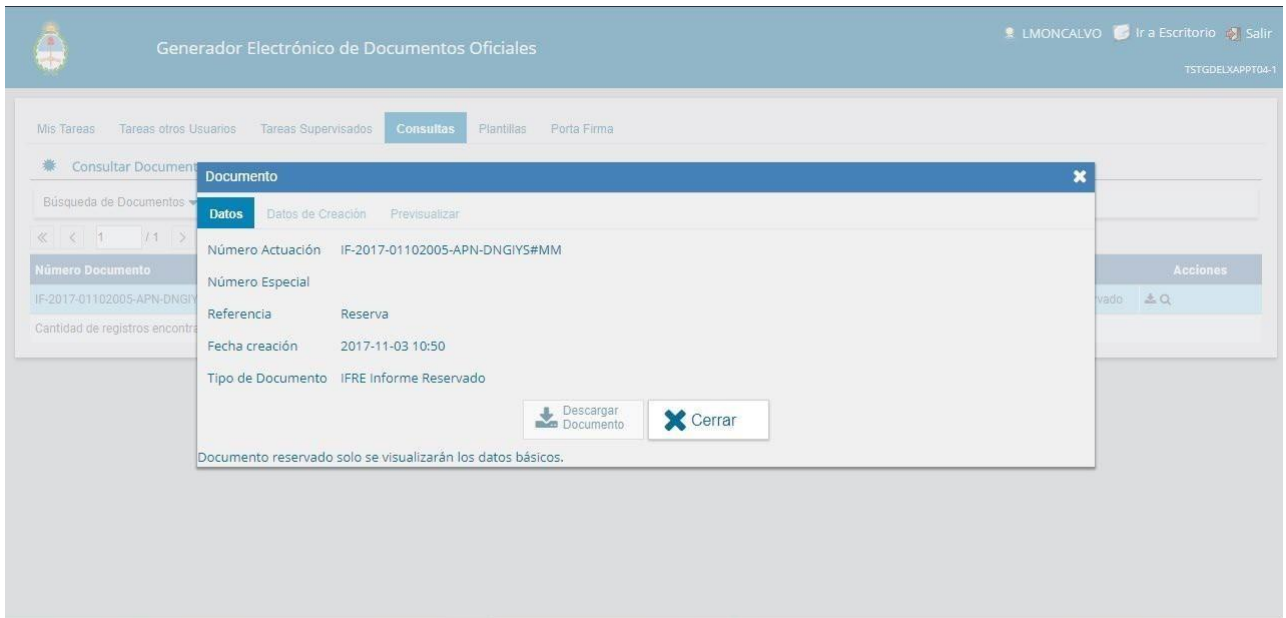 Generador Electrónico de Documentos Oficiales
LMONCALVO Ir a Escritorio Salir
TSTGDELXAPPT04-1
Mis Tareas Tareas otros Usuarios Tareas Supervisados Consultas Plantillas Porta Firma
Consultar Document
Documento
Búsqueda de Documentos
Datos Datos de Creación Previsualizar
1 / 1
Número Actuación IF-2017-01102005-APN-DNGIYS#MM
Número Documento Acciones
Número Especial
IF-2017-01102005-APN-DNGIY vado
Referencia Reserva
Cantidad de registros encontra
Fecha creación 2017-11-03 10:50
Tipo de Documento IFRE Informe Reservado
Descargar
Documento
Cerrar
Documento reservado solo se visualizarán los datos básicos.